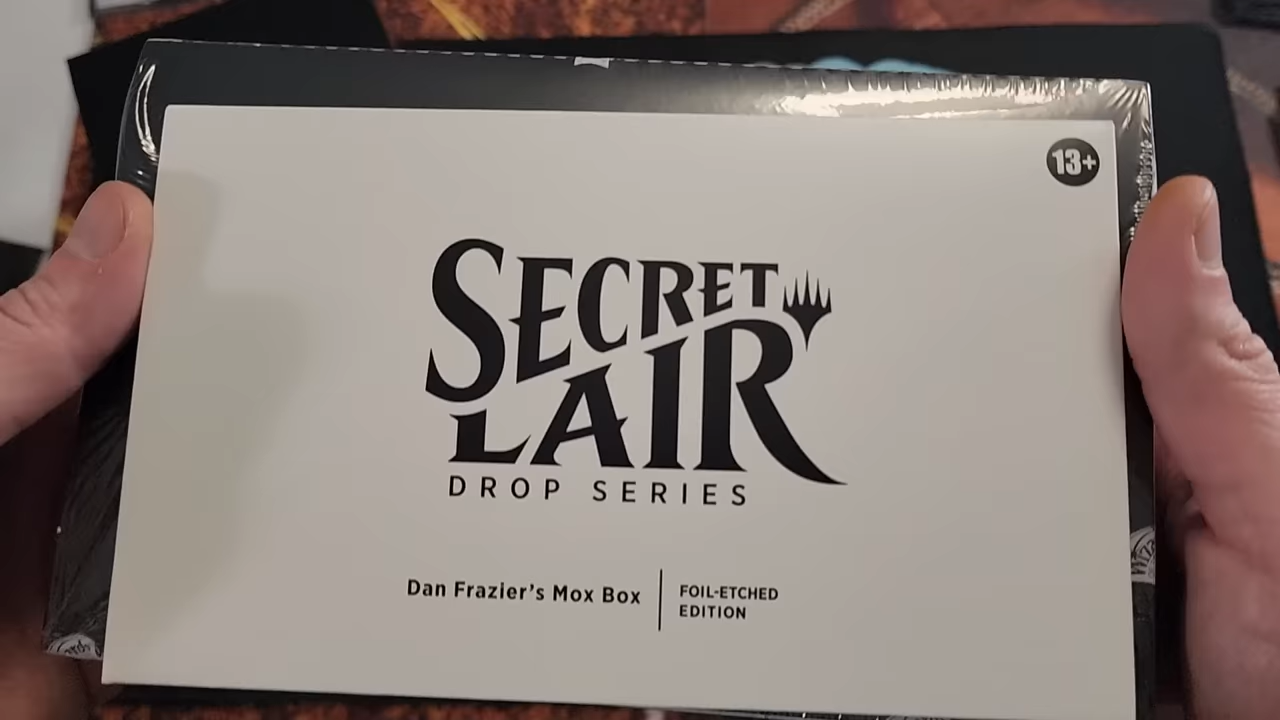 13+
SECRET
LAIR
DROP SERIES
Dan Frazier's Mox Box
FOIL-ETCHED
EDITION